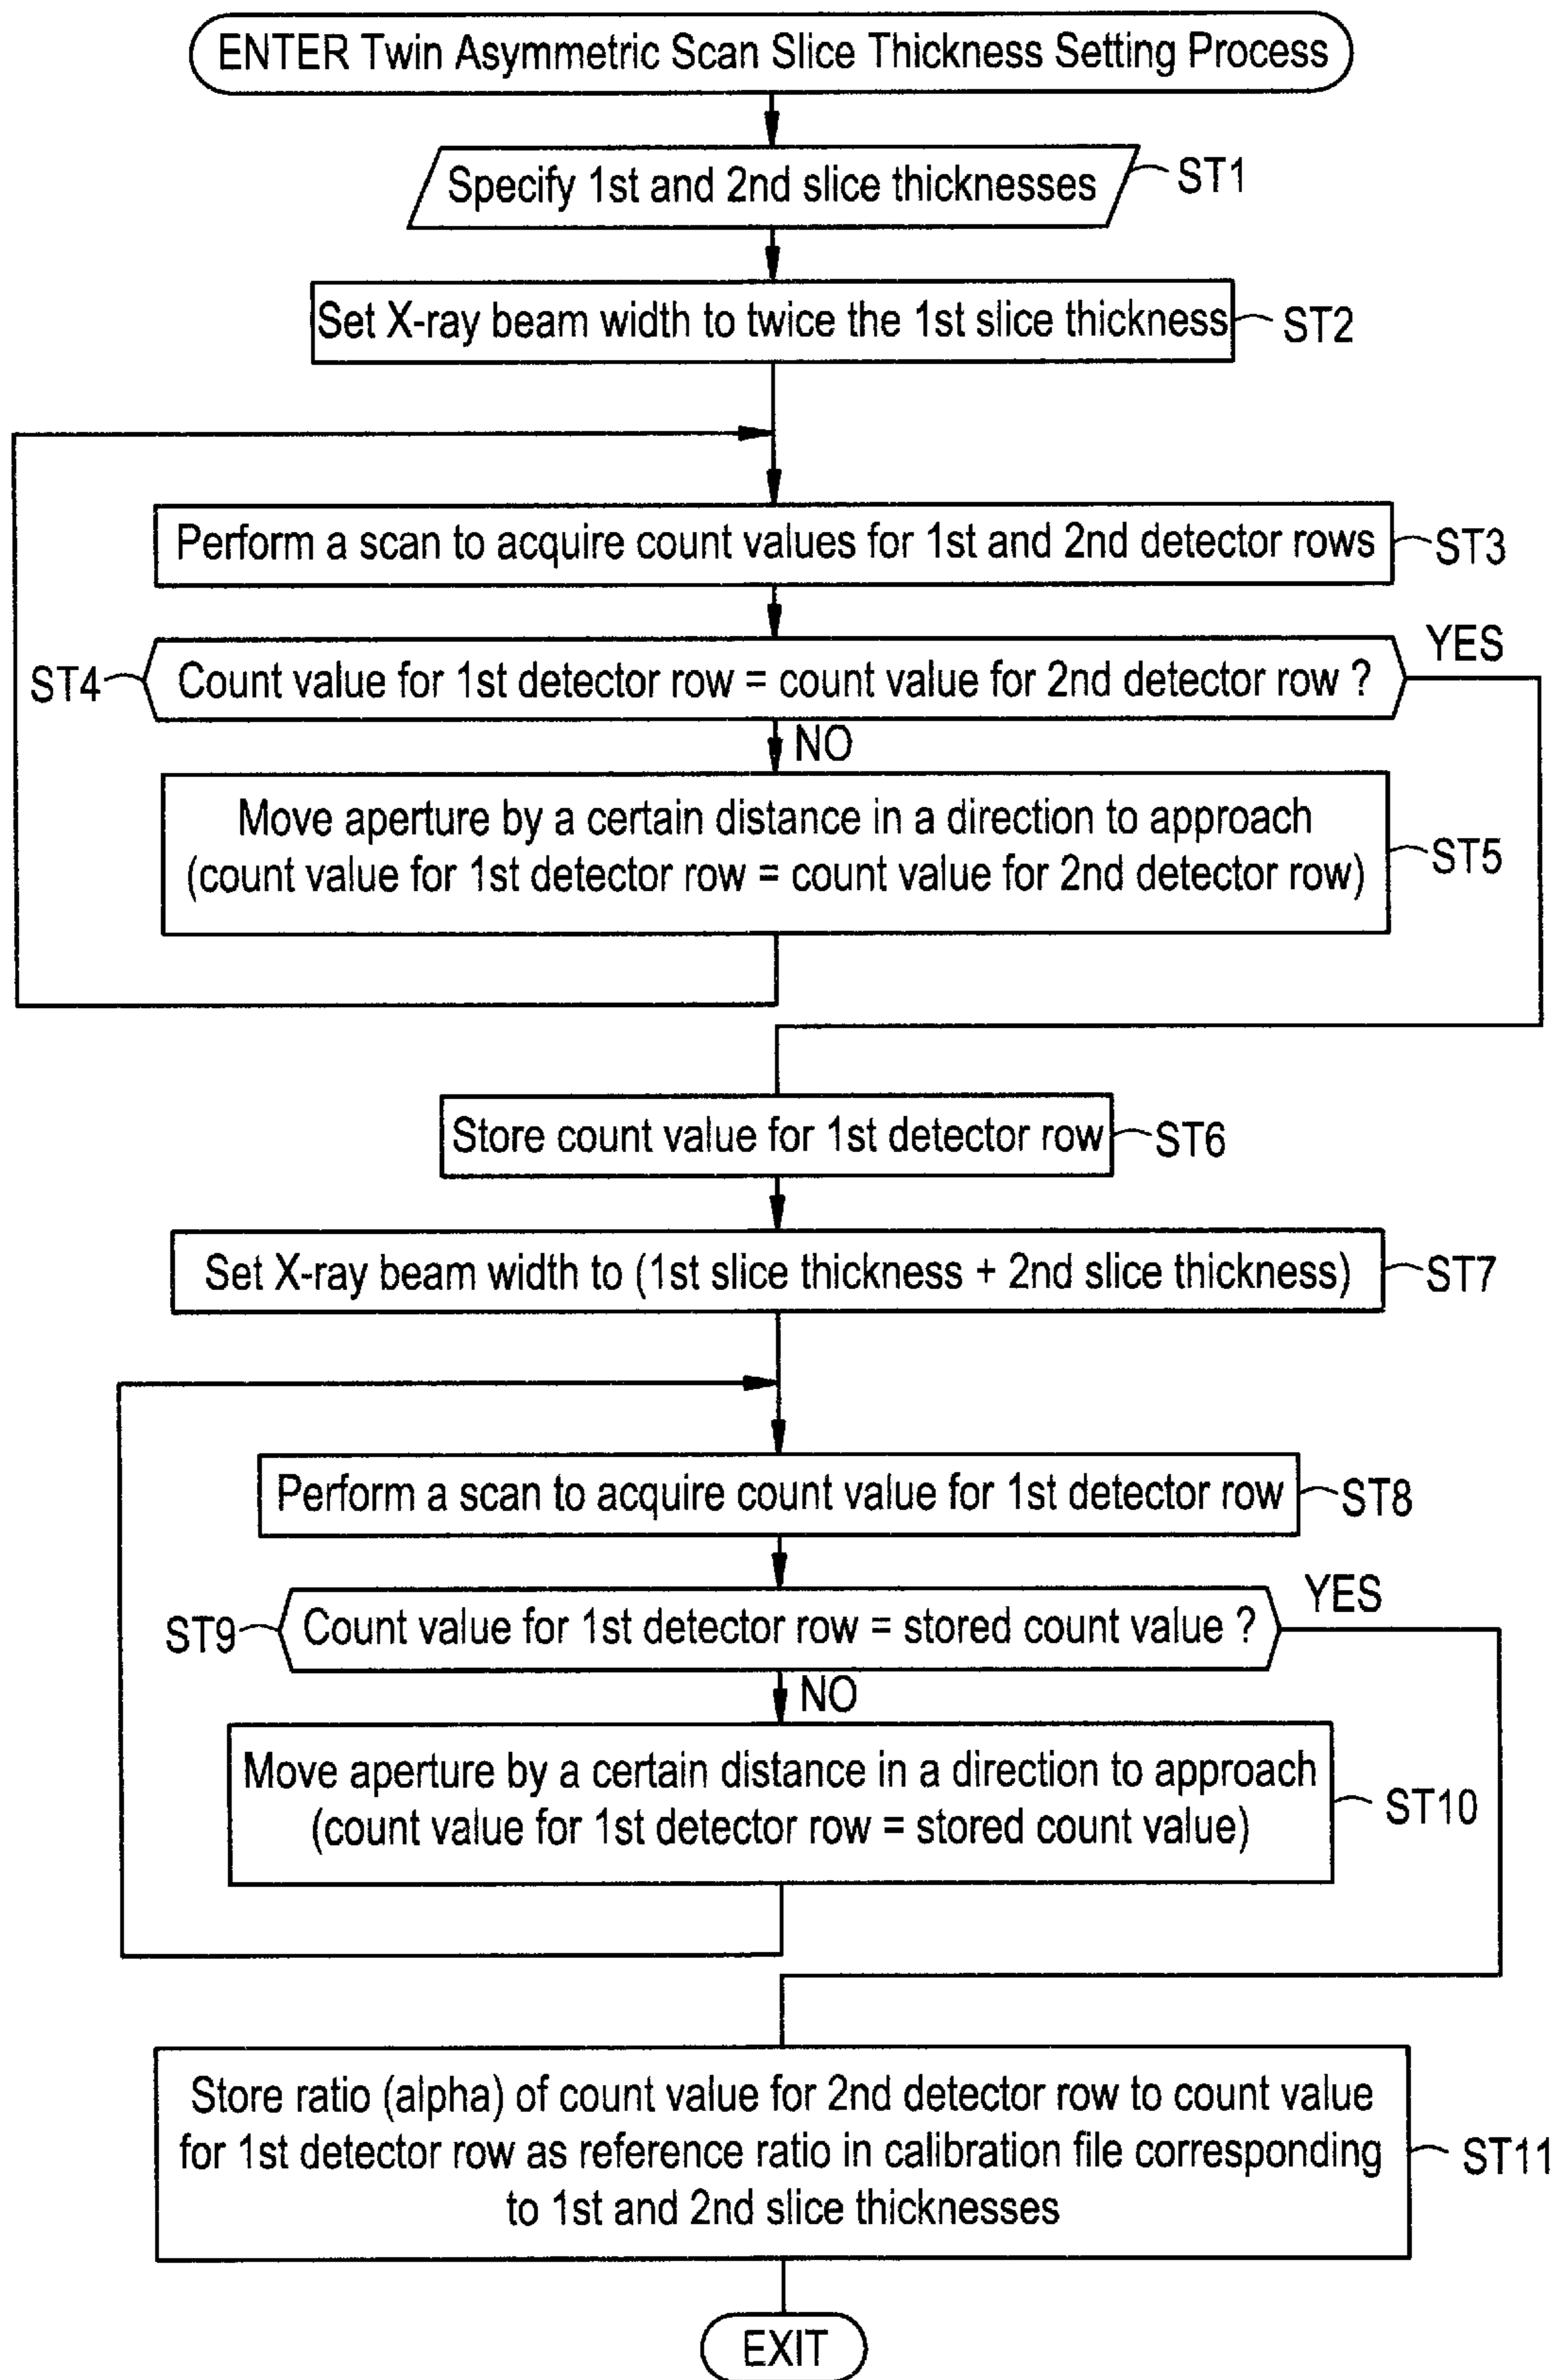 ENTER Twin Asymmetric Scan Slice Thickness Setting Process
Specify 1st and 2nd slice thicknesses
ST1
Set X-ray beam width to twice the 1st slice thickness
ST2
Perform a scan to acquire count values for 1st and 2nd detector rows
ST3
YES
ST4
Count value for 1st detector row = count value for 2nd detector row ?
NO
Move aperture by a certain distance in a direction to approach
(count value for 1st detector row = count value for 2nd detector row)
ST5
Store count value for 1st detector row
ST6
Set X-ray beam width to (1st slice thickness + 2nd slice thickness)
ST7
Perform a scan to acquire count value for 1st detector row
ST8
YES
ST9
Count value for 1st detector row = stored count value ?
NO
Move aperture by a certain distance in a direction to approach
(count value for 1st detector row = stored count value)
ST10
Store ratio (alpha) of count value for 2nd detector row to count value
for 1st detector row as reference ratio in calibration file corresponding
to 1st and 2nd slice thicknesses
ST11
EXIT